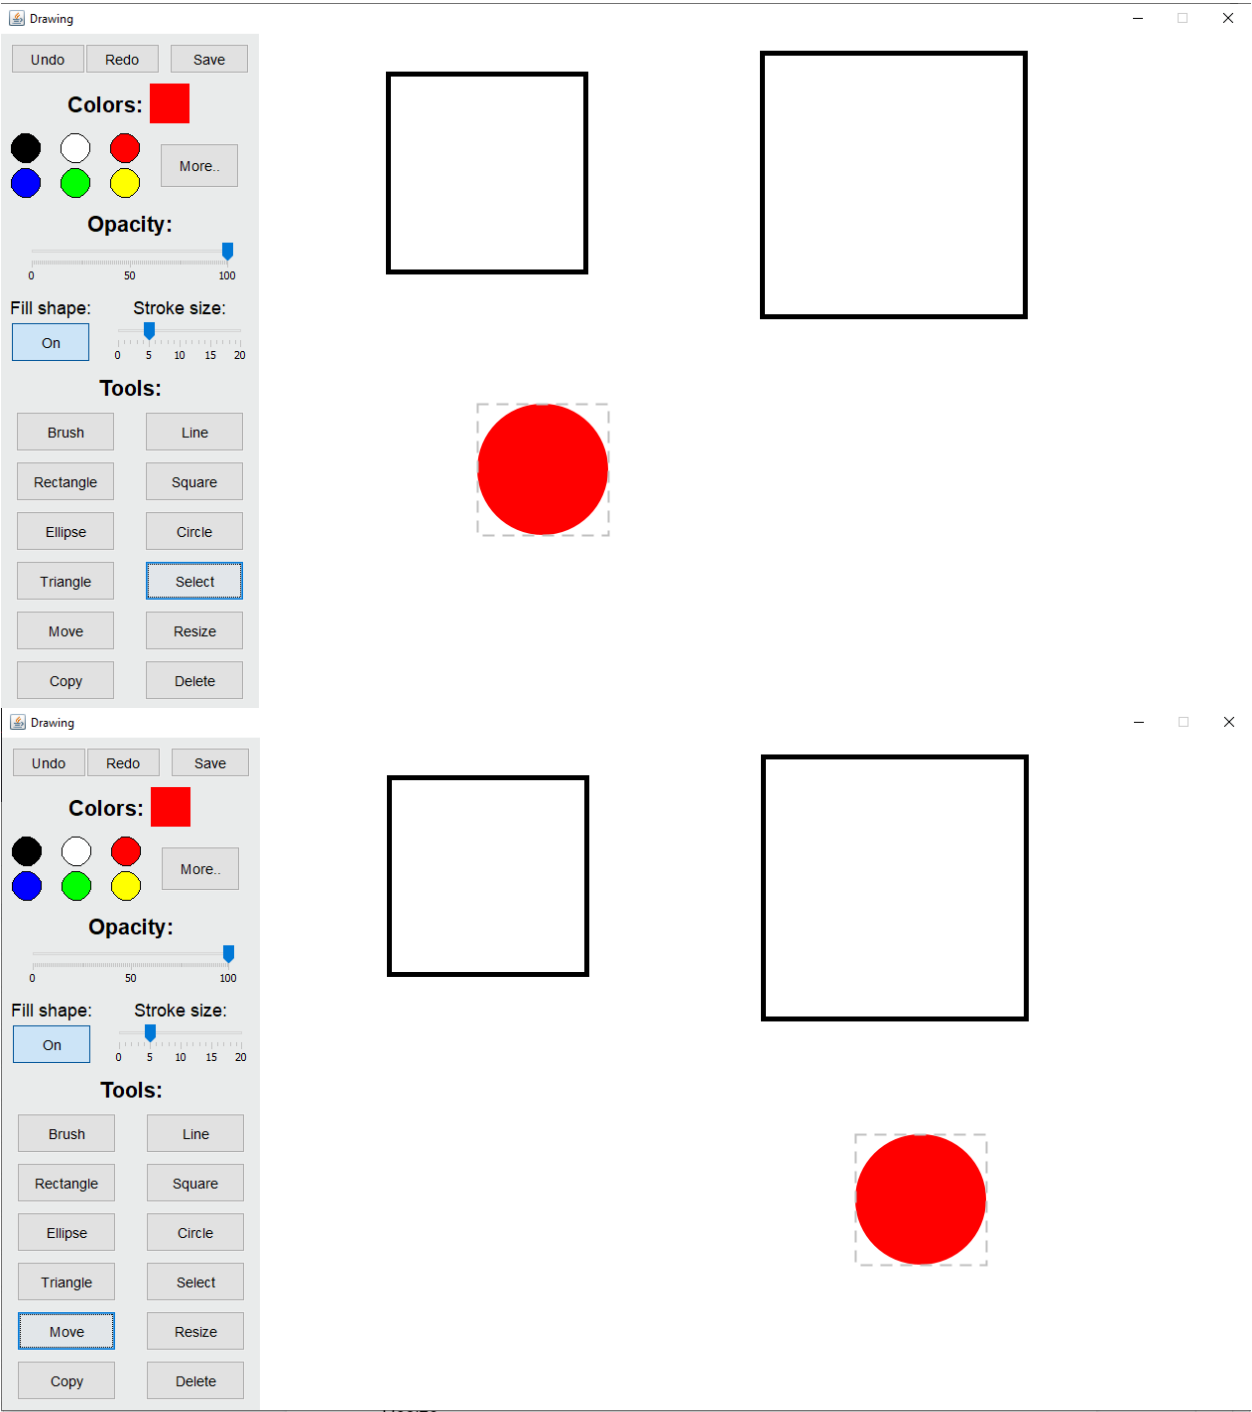 Drawing
Undo Redo Save
Colors:
More..
Opacity:
0 50 100
Fill shape: Stroke size:
On
0 5 10 15 20
Tools:
Brush Line
Rectangle Square
Ellipse Circle
Triangle Select
Move Resize
Copy Delete
Drawing
Undo Redo Save
Colors:
More..
Opacity:
0 50 100
Fill shape: Stroke size:
On
0 5 10 15 20
Tools:
Brush Line
Rectangle Square
Ellipse Circle
Triangle Select
Move Resize
Copy Delete